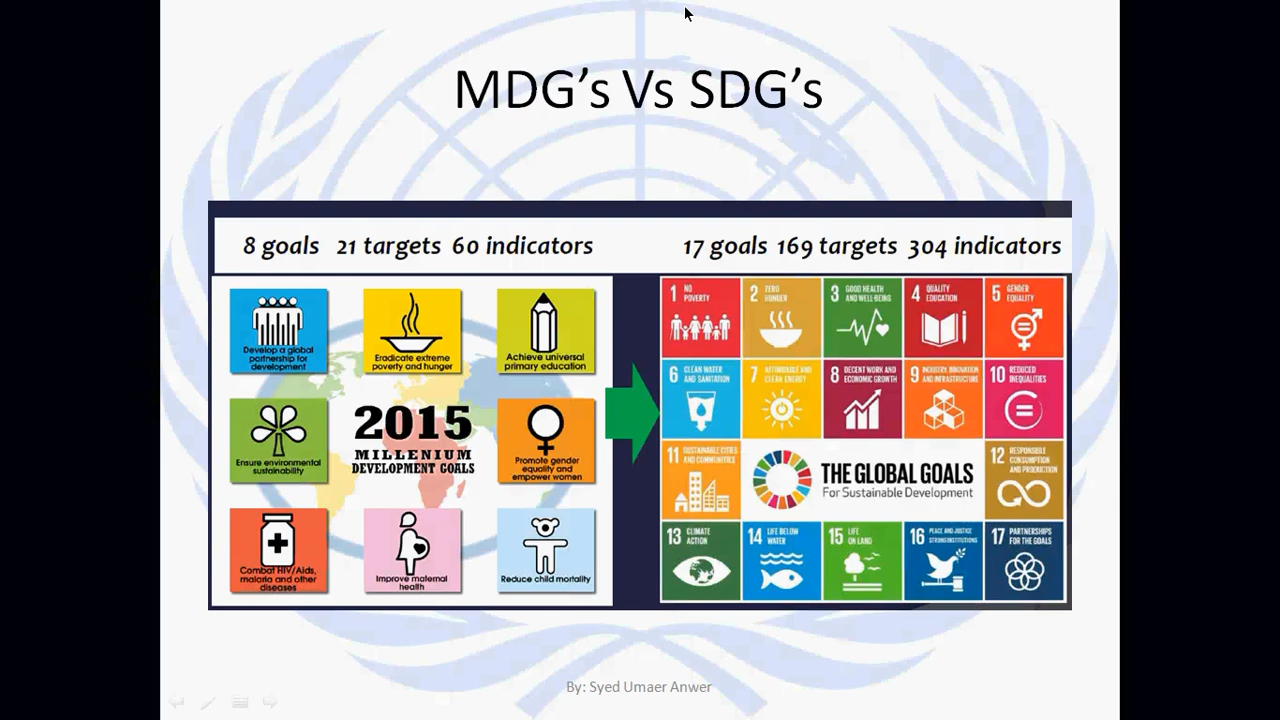 MDG’s Vs SDG’s
8 goals 21 targets 60 indicators
17 goals 169 targets 304 indicators
Develop a global
partnership for
development
Eradicate extreme
poverty and hunger
Achieve universal
primary education
Ensure environmental
sustainability
2015
MILLENIUM
DEVELOPMENT GOALS
Promote gender
equality and
empower women
Combat HIV/Aids,
malaria and other
diseases
Improve maternal
health
Reduce child mortality
1 NO
POVERTY
2 ZERO
HUNGER
3 GOOD HEALTH
AND WELL-BEING
4 QUALITY
EDUCATION
5 GENDER
EQUALITY
6 CLEAN WATER
AND SANITATION
7 AFFORDABLE AND
CLEAN ENERGY
8 DECENT WORK AND
ECONOMIC GROWTH
9 INDUSTRY, INNOVATION
AND INFRASTRUCTURE
10 REDUCED
INEQUALITIES
11 SUSTAINABLE CITIES
AND COMMUNITIES
THE GLOBAL GOALS
For Sustainable Development
12 RESPONSIBLE
CONSUMPTION
AND PRODUCTION
13 CLIMATE
ACTION
14 LIFE BELOW
WATER
15 LIFE
ON LAND
16 PEACE AND JUSTICE
STRONG INSTITUTIONS
17 PARTNERSHIPS
FOR THE GOALS
By: Syed Umaer Anwer